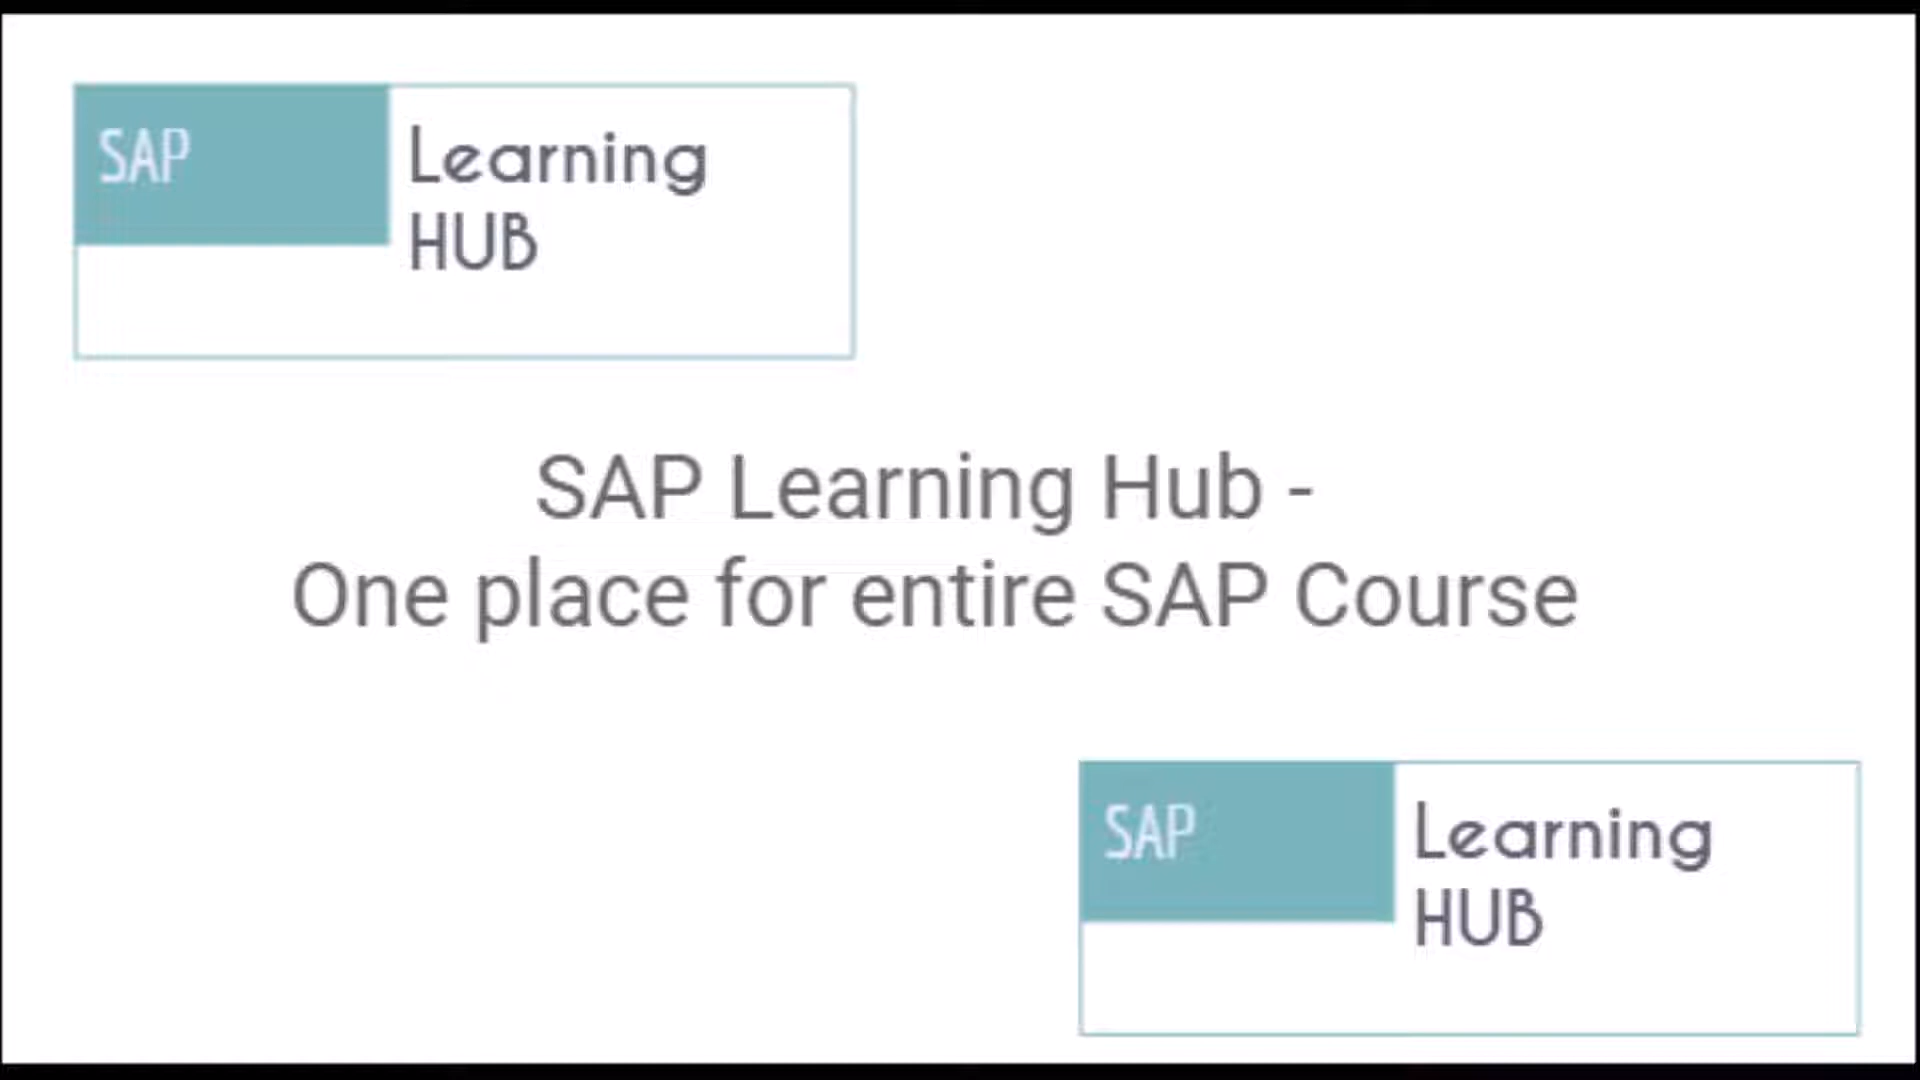 SAP Learning
HUB
SAP Learning Hub -
One place for entire SAP Course
SAP Learning
HUB